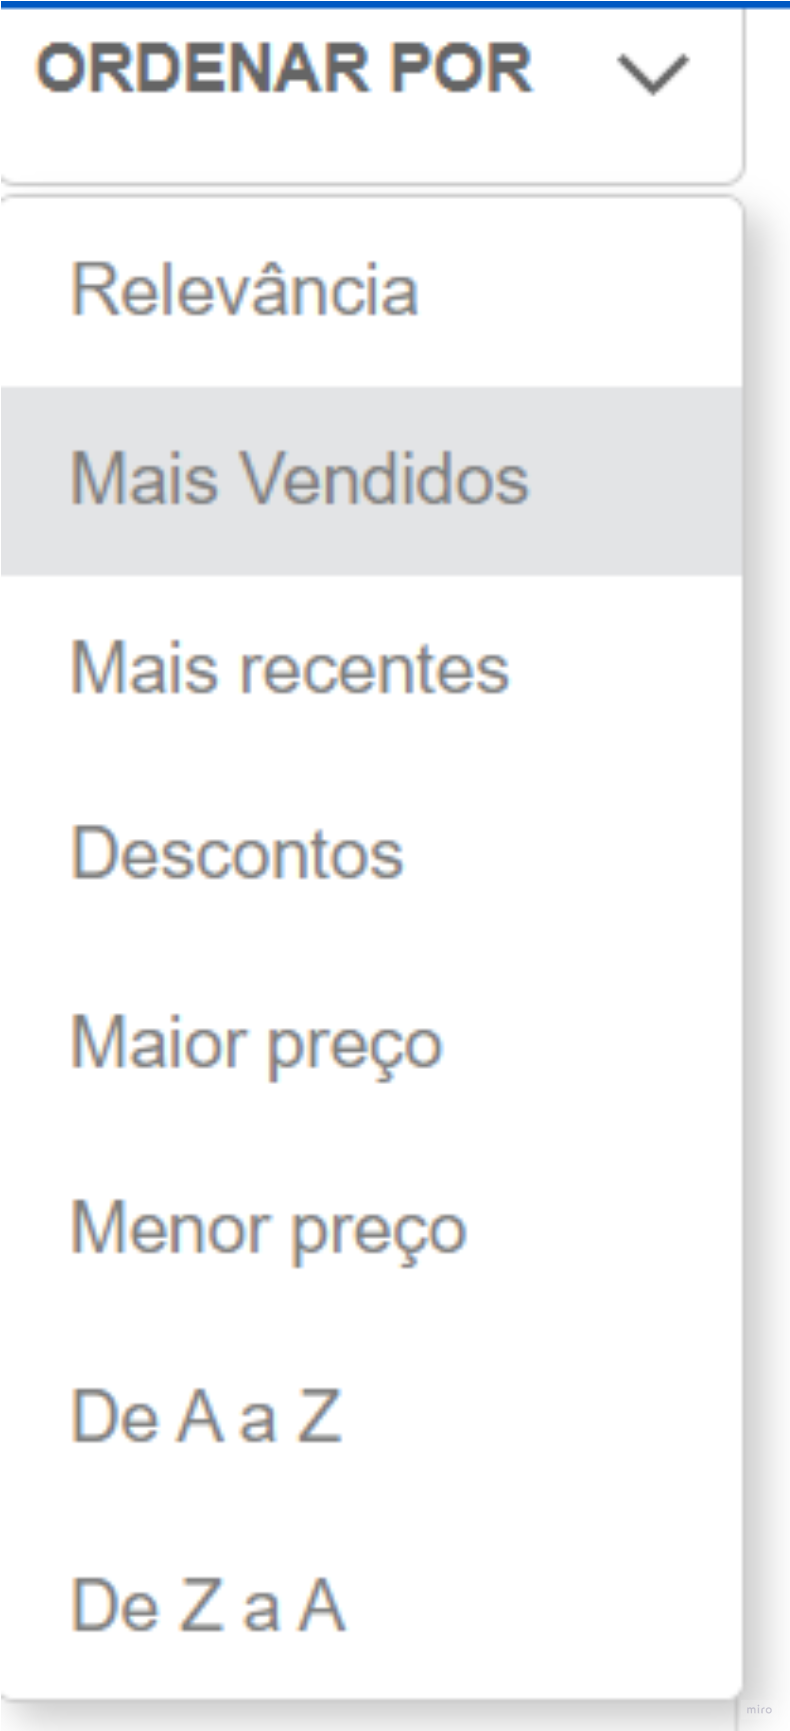 ORDENAR POR
Relevância
Mais Vendidos
Mais recentes
Descontos
Maior preço
Menor preço
De A a Z
De Z a A
miro